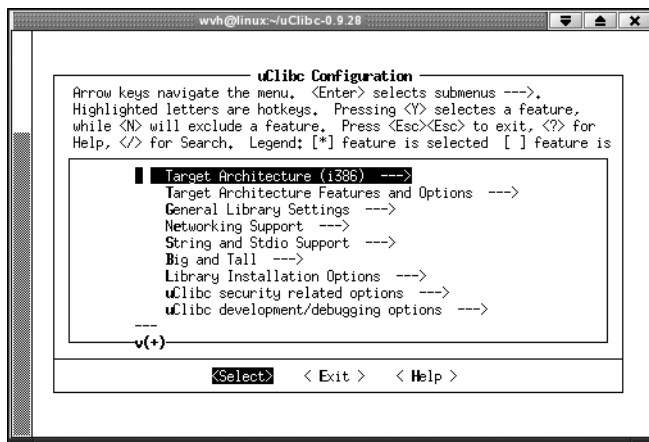 wvh@linux:~/uClibc-0.9.28
uClibc Configuration
Arrow keys navigate the menu. <Enter> selects submenus --->.
Highlighted letters are hotkeys. Pressing <Y> selectes a feature,
while <N> will exclude a feature. Press <Esc><Esc> to exit, <?> for
Help, </> for Search. Legend: [*] feature is selected [ ] feature is
Target Architecture (i386) --->
Target Architecture Features and Options --->
General Library Settings --->
Networking Support --->
String and Stdio Support --->
Big and Tall --->
Library Installation Options --->
uClibc security related options --->
uClibc development/debugging options --->
---
v(+)
<Select> < Exit > < Help >